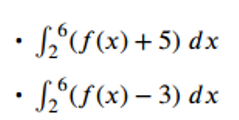 · ∫₂⁶(f(x) + 5) dx
· ∫₂⁶(f(x) – 3) dx